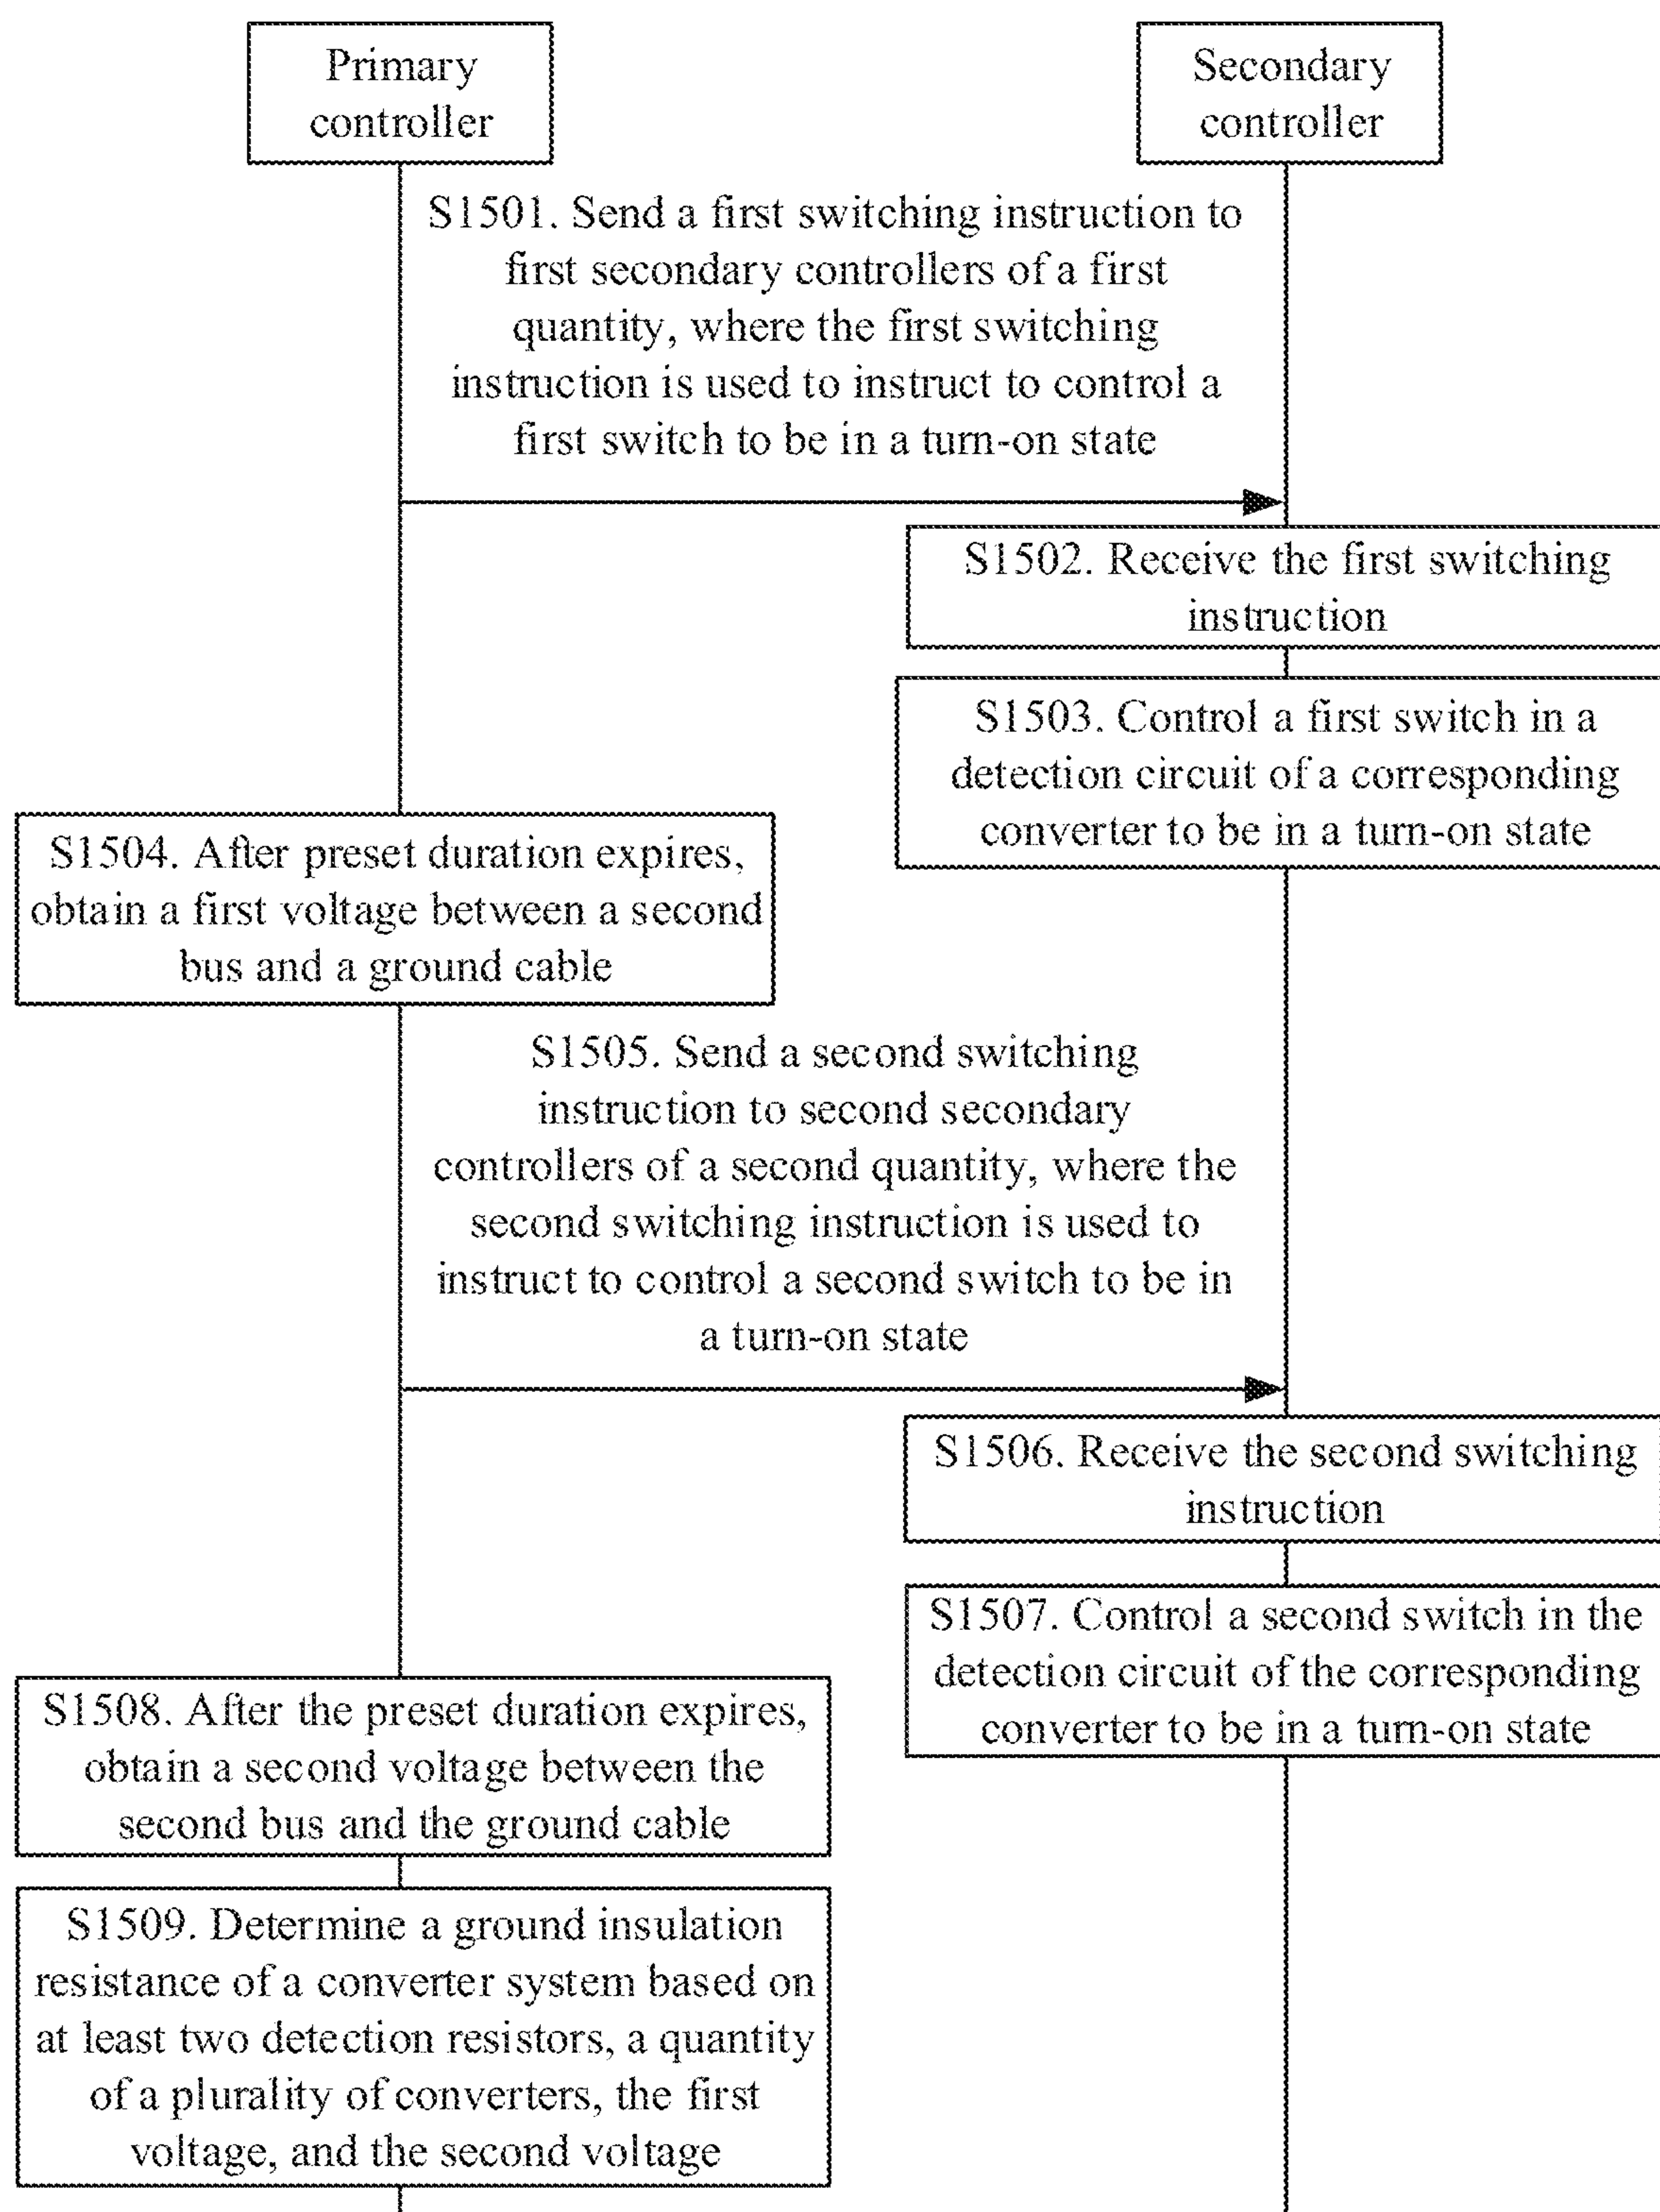 Primary
controller
Secondary
controller
S1501. Send a first switching instruction to
first secondary controllers of a first
quantity, where the first switching
instruction is used to instruct to control a
first switch to be in a turn-on state
S1502. Receive the first switching
instruction
S1503. Control a first switch in a
detection circuit of a corresponding
converter to be in a turn-on state
S1504. After preset duration expires,
obtain a first voltage between a second
bus and a ground cable
S1505. Send a second switching
instruction to second secondary
controllers of a second quantity, where the
second switching instruction is used to
instruct to control a second switch to be in
a turn-on state
S1506. Receive the second switching
instruction
S1507. Control a second switch in the
detection circuit of the corresponding
converter to be in a turn-on state
S1508. After the preset duration expires,
obtain a second voltage between the
second bus and the ground cable
S1509. Determine a ground insulation
resistance of a converter system based on
at least two detection resistors, a quantity
of a plurality of converters, the first
voltage, and the second voltage